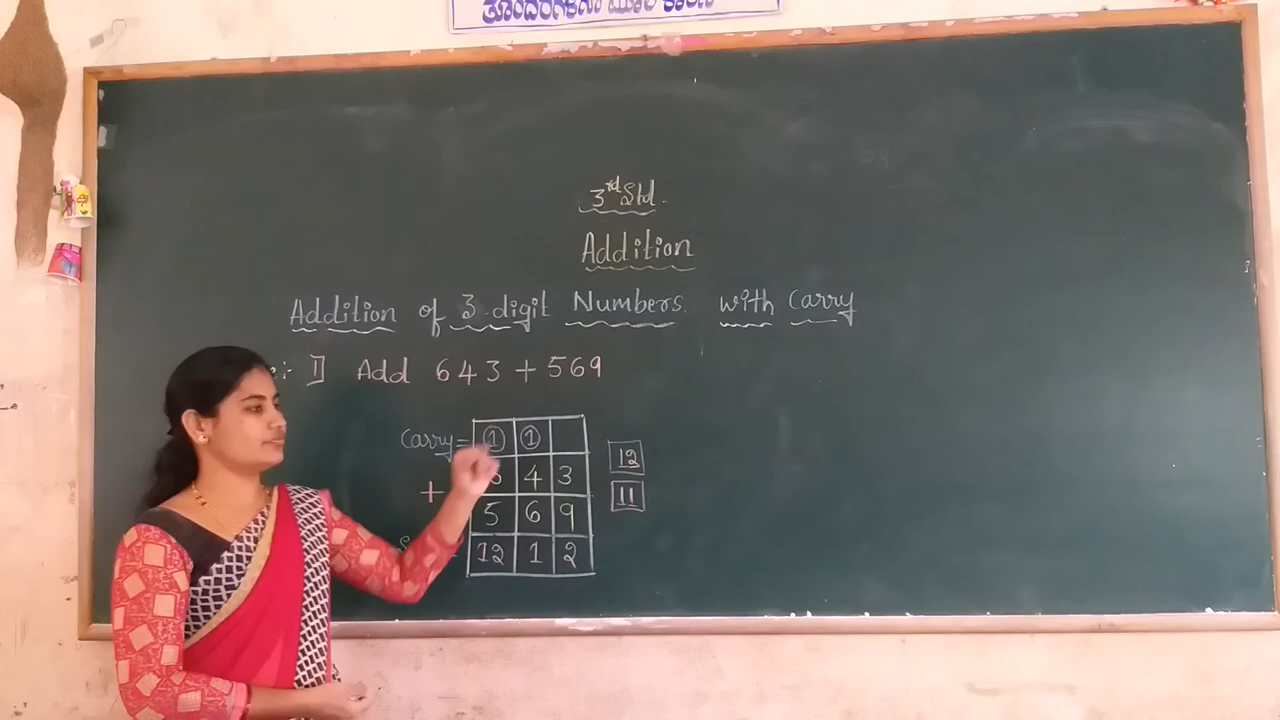 3rd Std.
Addition
Addition of 3-digit Numbers with Carry
1] Add 643 + 569
Carry = 1 1
4 3 12
+ 11
5 6 9
12 1 2